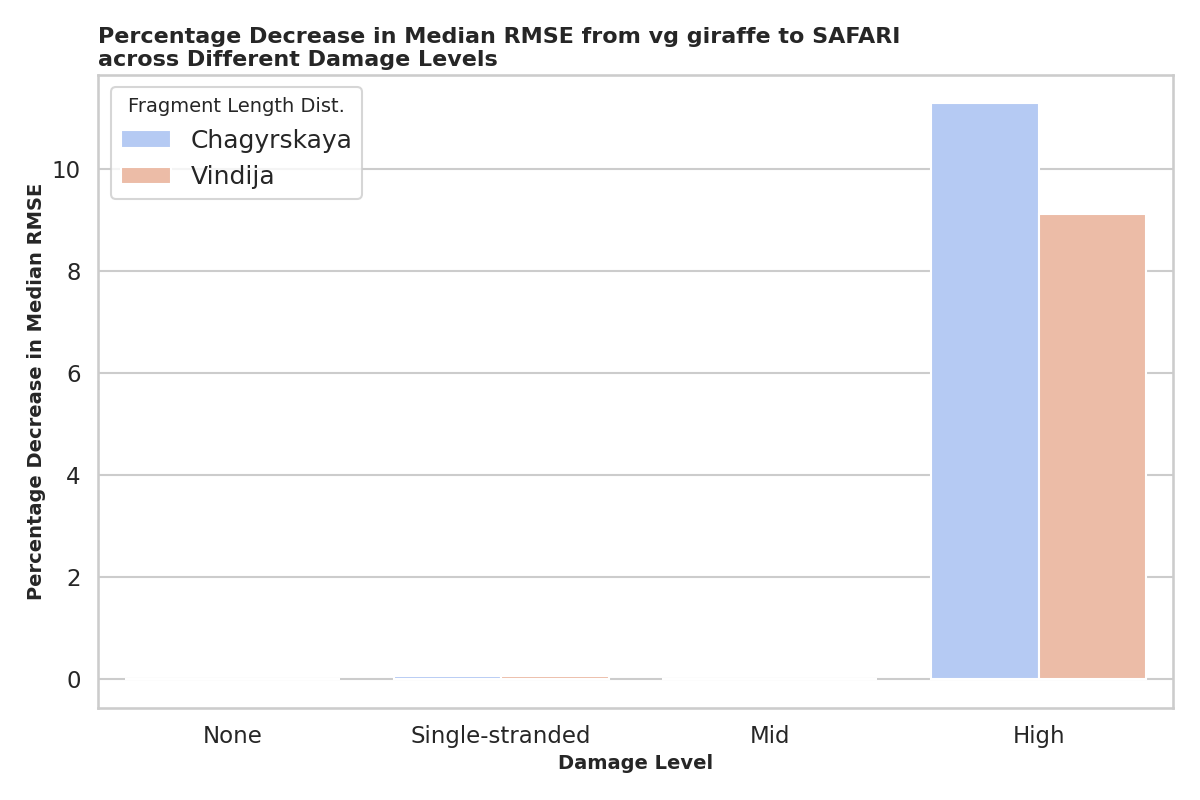 Percentage Decrease in Median RMSE from vg giraffe to SAFARI
across Different Damage Levels
Fragment Length Dist.
Chagyrskaya
Vindija
Percentage Decrease in Median RMSE
10
8
6
4
2
0
None
Single-stranded
Mid
High
Damage Level